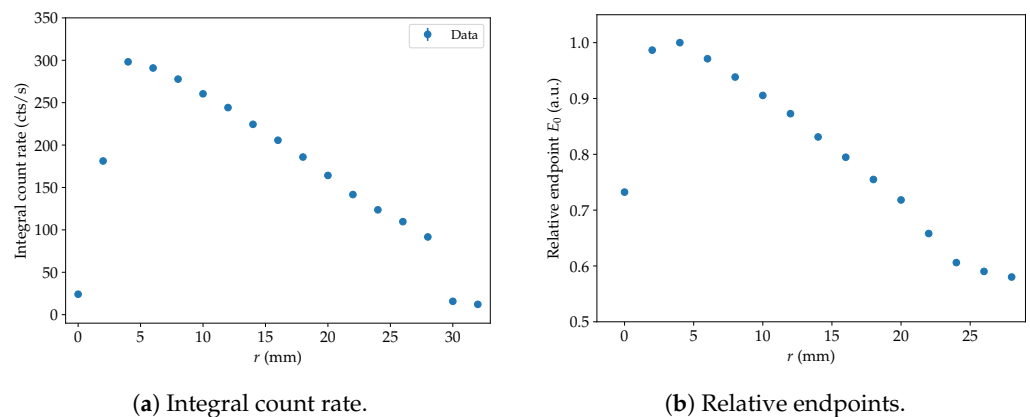 350
300
250
200
150
100
50
0
Integral count rate (cts/s)
Data
0 5 10 15 20 25 30
r (mm)
(a) Integral count rate.
1.0
0.9
0.8
0.7
0.6
0.5
Relative endpoint E0 (a.u.)
0 5 10 15 20 25
r (mm)
(b) Relative endpoints.